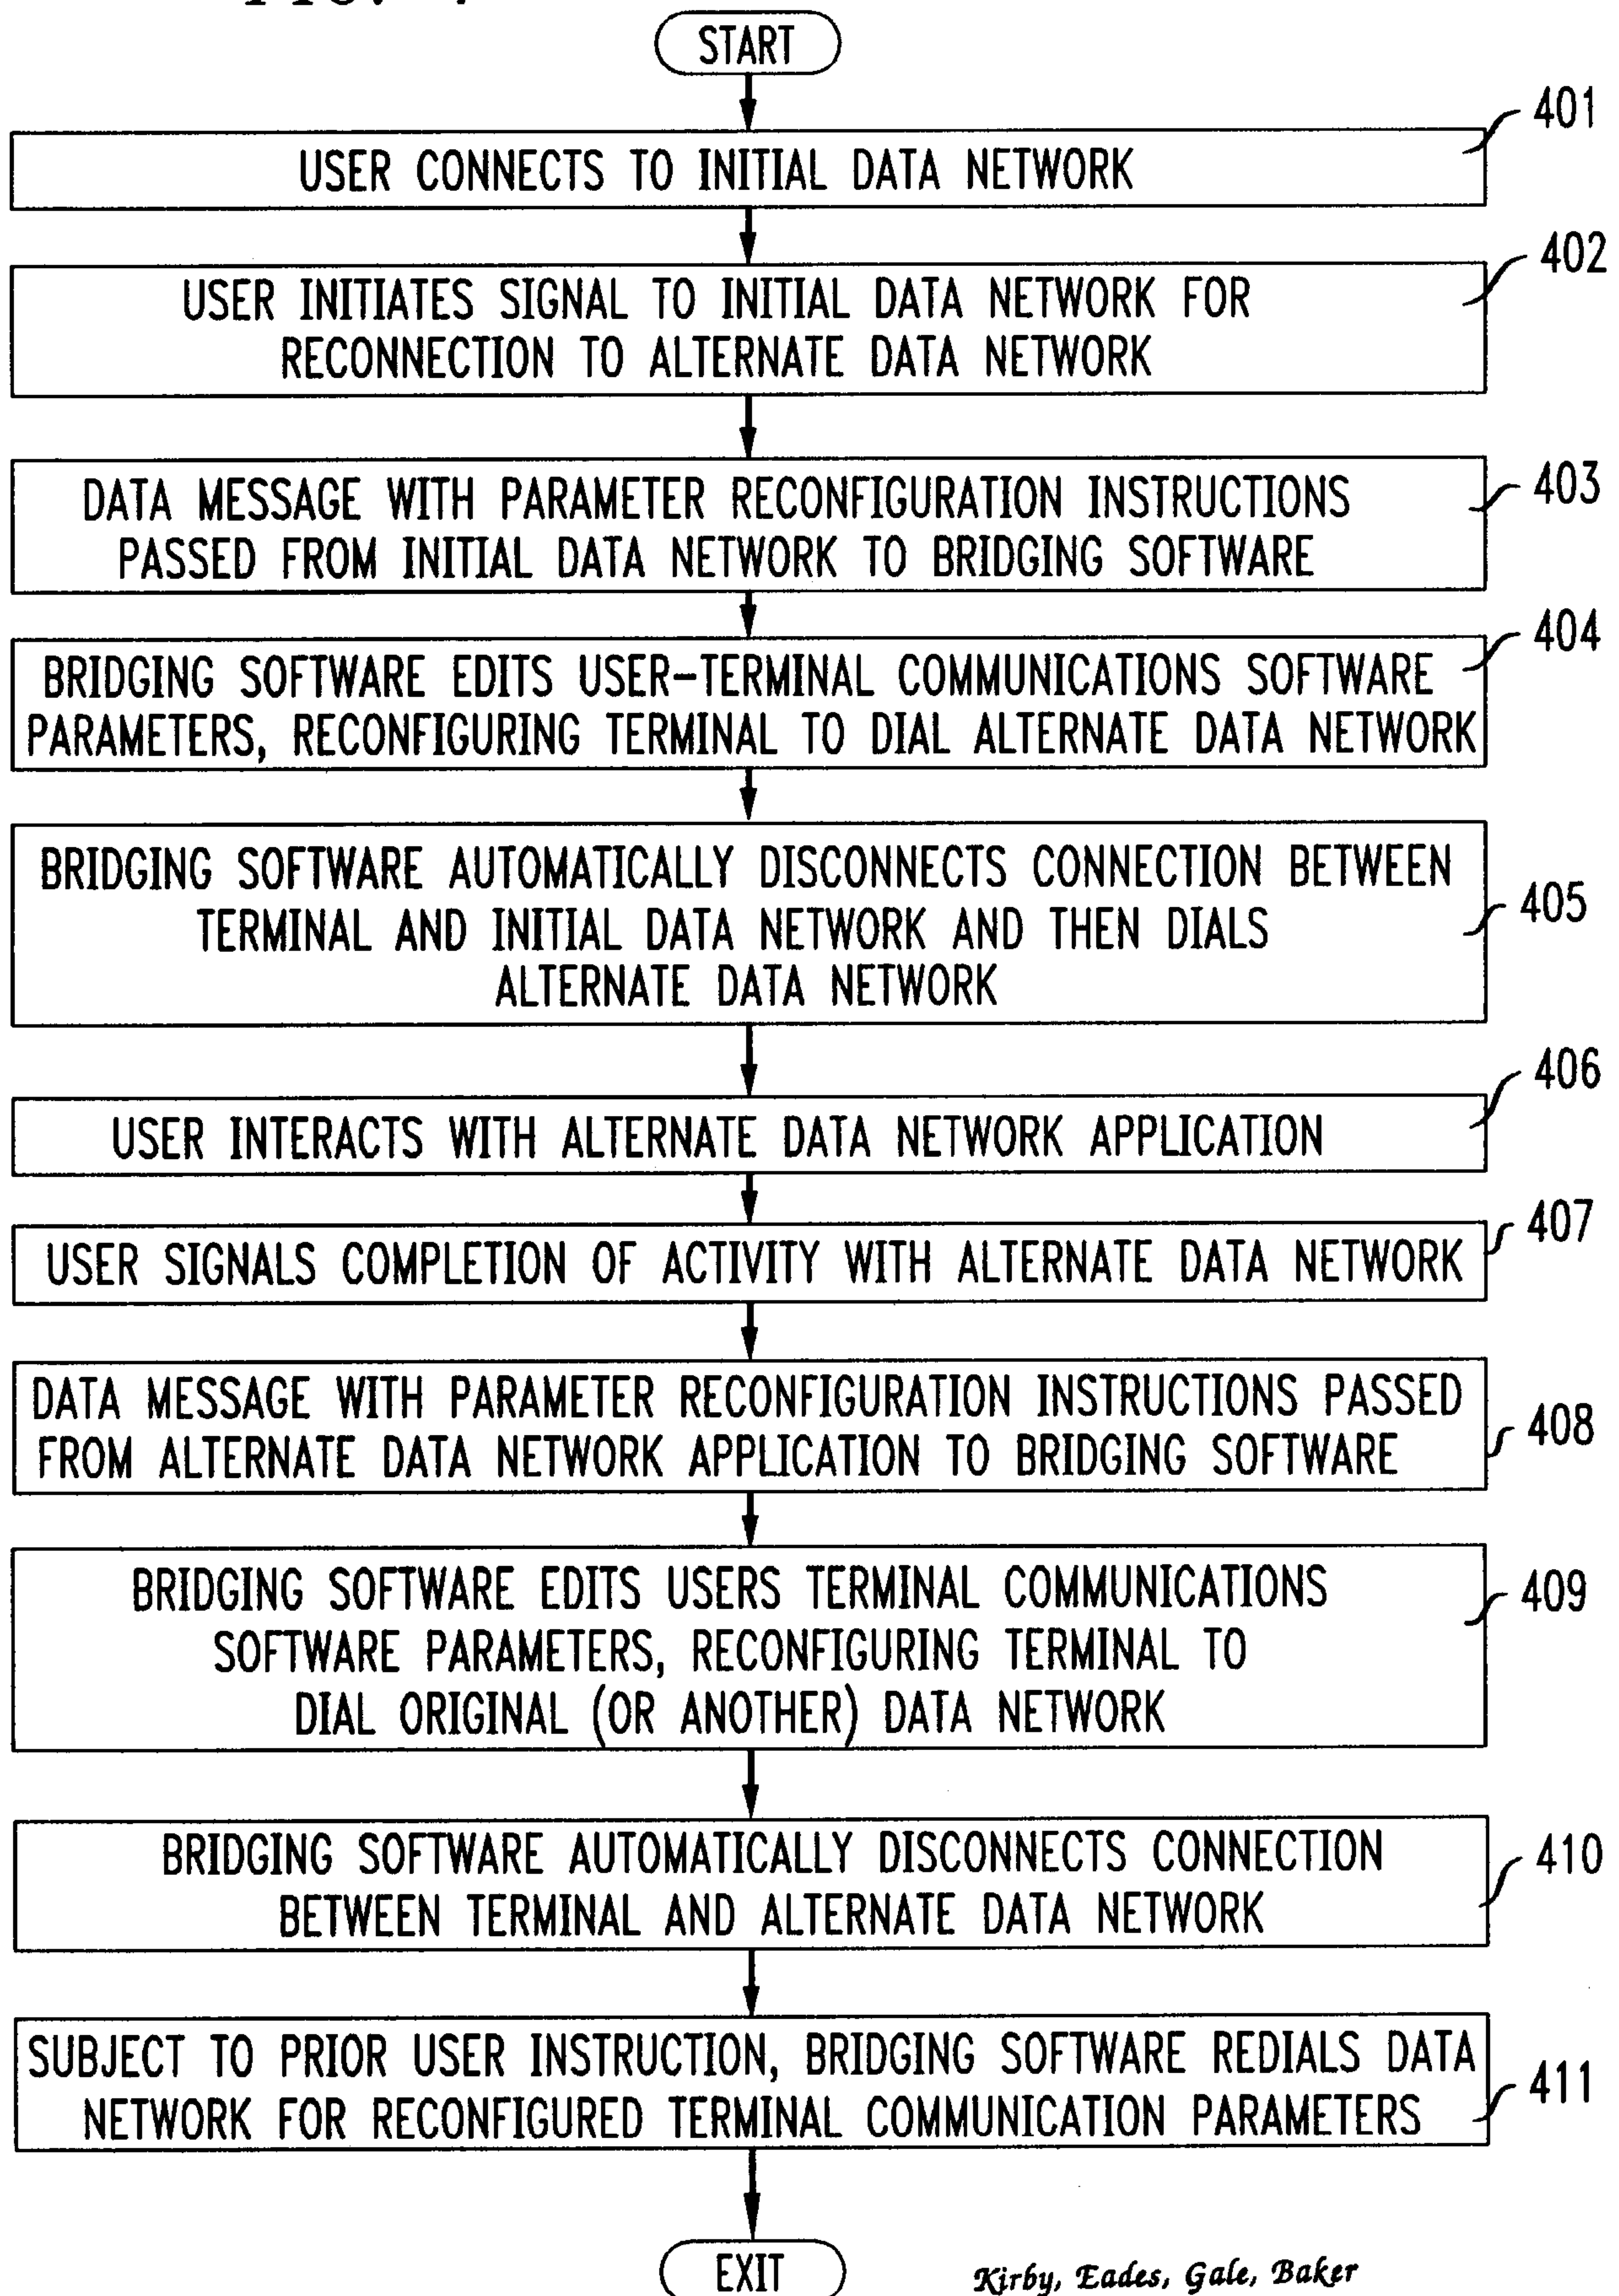 START
401
USER CONNECTS TO INITIAL DATA NETWORK
402
USER INITIATES SIGNAL TO INITIAL DATA NETWORK FOR
RECONNECTION TO ALTERNATE DATA NETWORK
403
DATA MESSAGE WITH PARAMETER RECONFIGURATION INSTRUCTIONS
PASSED FROM INITIAL DATA NETWORK TO BRIDGING SOFTWARE
404
BRIDGING SOFTWARE EDITS USER-TERMINAL COMMUNICATIONS SOFTWARE
PARAMETERS, RECONFIGURING TERMINAL TO DIAL ALTERNATE DATA NETWORK
BRIDGING SOFTWARE AUTOMATICALLY DISCONNECTS CONNECTION BETWEEN
TERMINAL AND INITIAL DATA NETWORK AND THEN DIALS
ALTERNATE DATA NETWORK
405
406
USER INTERACTS WITH ALTERNATE DATA NETWORK APPLICATION
407
USER SIGNALS COMPLETION OF ACTIVITY WITH ALTERNATE DATA NETWORK
DATA MESSAGE WITH PARAMETER RECONFIGURATION INSTRUCTIONS PASSED
FROM ALTERNATE DATA NETWORK APPLICATION TO BRIDGING SOFTWARE
408
BRIDGING SOFTWARE EDITS USERS TERMINAL COMMUNICATIONS
SOFTWARE PARAMETERS, RECONFIGURING TERMINAL TO
DIAL ORIGINAL (OR ANOTHER) DATA NETWORK
409
BRIDGING SOFTWARE AUTOMATICALLY DISCONNECTS CONNECTION
BETWEEN TERMINAL AND ALTERNATE DATA NETWORK
410
SUBJECT TO PRIOR USER INSTRUCTION, BRIDGING SOFTWARE REDIALS DATA
NETWORK FOR RECONFIGURED TERMINAL COMMUNICATION PARAMETERS
411
EXIT
Kirby, Eades, Gale, Baker